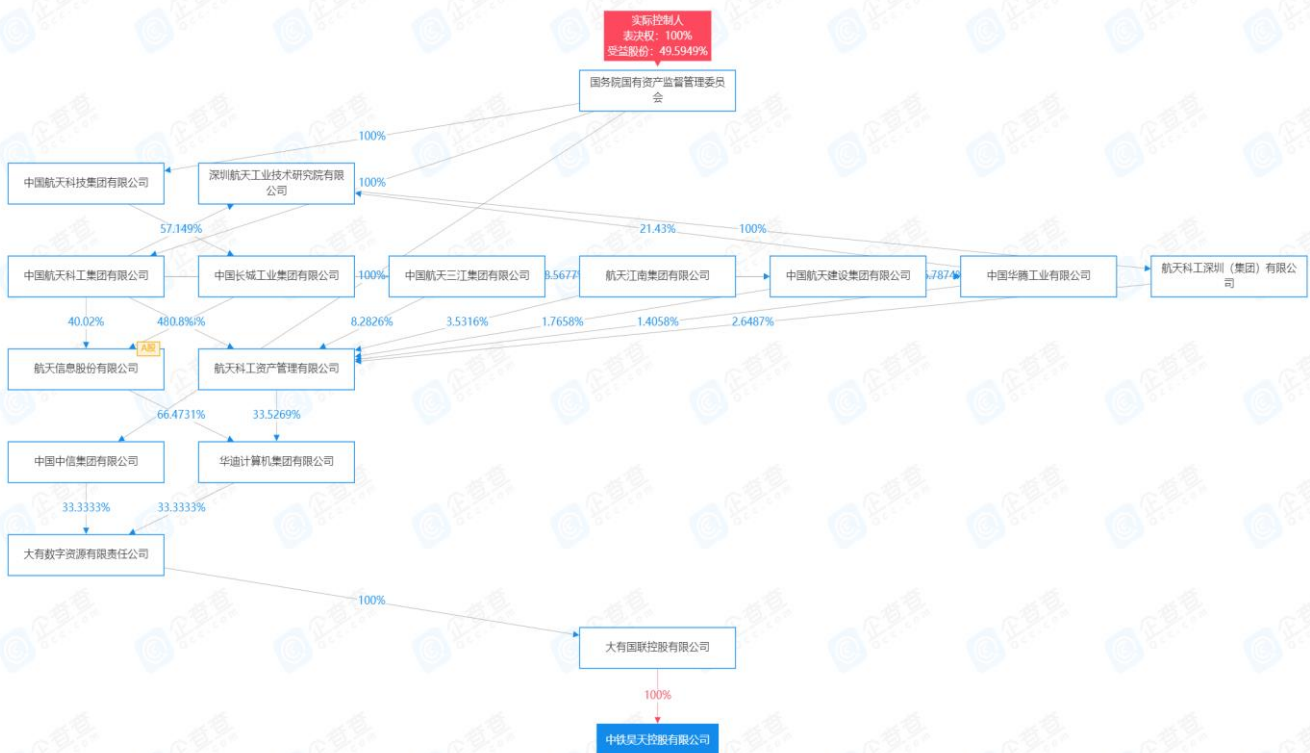 实际控制人
表决权：100%
受益股份：49.5949%
国务院国有资产监督管理委员
会
100%
中国航天科技集团有限公司
深圳航天工业技术研究院有限
公司
100%
57.149%
21.43%
100%
中国航天科工集团有限公司
中国长城工业集团有限公司
100%
中国航天三江集团有限公司
8.5677%
航天江南集团有限公司
中国航天建设集团有限公司
5.7874%
中国华腾工业有限公司
航天科工深圳（集团）有限公
司
40.02%
8.2826%
3.5316%
1.7658%
1.4058%
2.6487%
A股
航天信息股份有限公司
航天科工资产管理有限公司
66.4731%
33.5269%
中国中信集团有限公司
华迪计算机集团有限公司
33.3333%
33.3333%
大有数字资源有限责任公司
100%
大有国联控股有限公司
100%
中铁昊天控股有限公司
企查查
Qcc.com